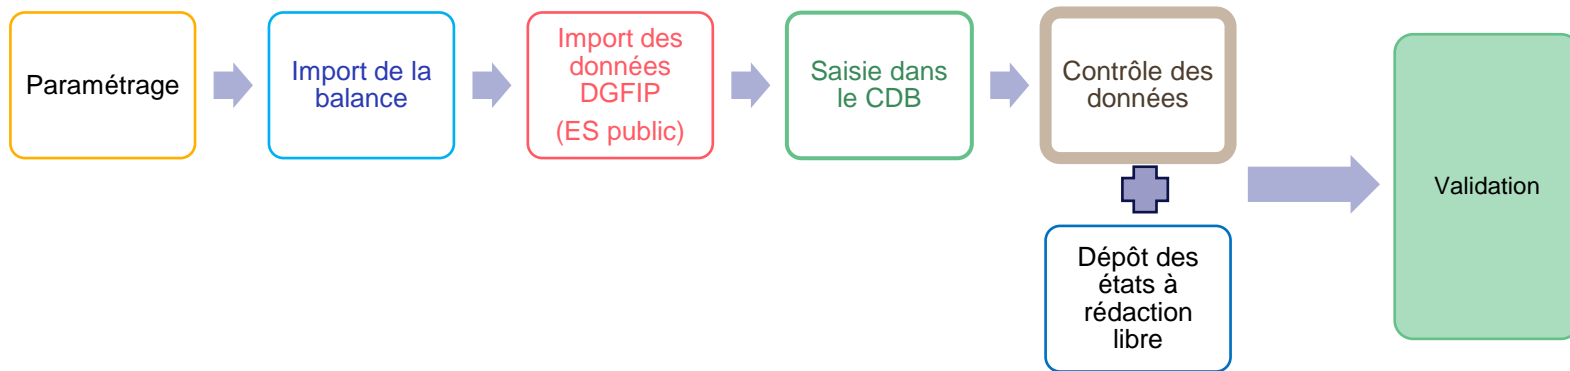 Paramétrage
Import de la
balance
Import des
données
DGFIP
(ES public)
Saisie dans
le CDB
Contrôle des
données
Dépôt des
états à
rédaction
libre
Validation